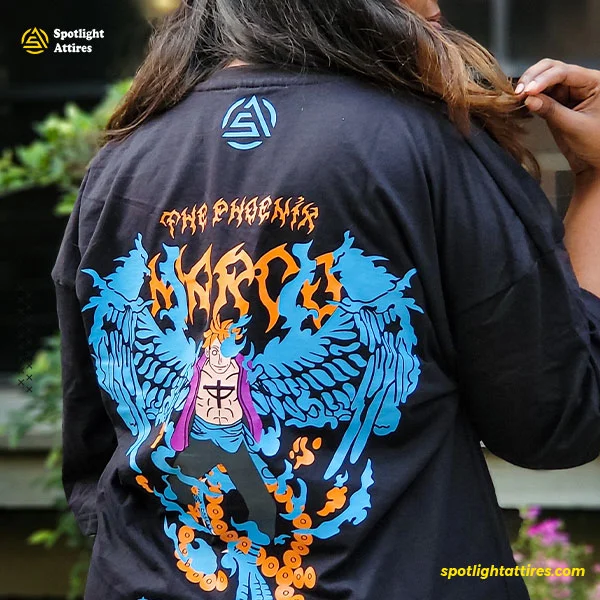 Spotlight
Attires
THE PHOENIX
MARCO
spotlightattires.com